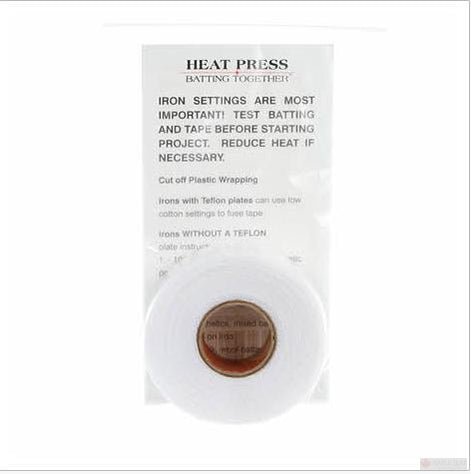 HEAT PRESS
BATTING TOGETHER
IRON SETTINGS ARE MOST
IMPORTANT! TEST BATTING
AND TAPE BEFORE STARTING
PROJECT. REDUCE HEAT IF
NECESSARY.
Cut off Plastic Wrapping
Irons with Teflon plates can use low
cotton settings to fuse tape
Irons WITHOUT A TEFLON
plate
mixed